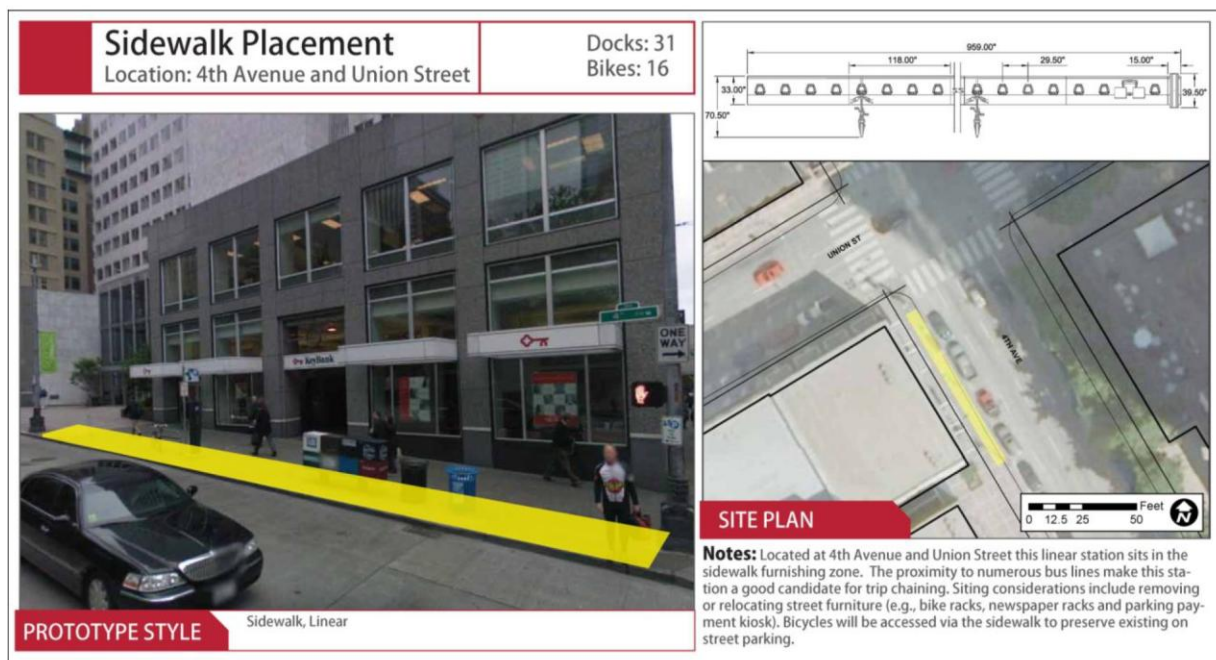 Sidewalk Placement
Location: 4th Avenue and Union Street
Docks: 31
Bikes: 16
959.00"
118.00"
29.50"
15.00"
33.00"
39.50"
70.50"
KeyBank
ONE
WAY
PROTOTYPE STYLE
Sidewalk, Linear
UNION ST
4TH AVE
SITE PLAN
Feet
0 12.5 25 50
N
Notes: Located at 4th Avenue and Union Street this linear station sits in the
sidewalk furnishing zone. The proximity to numerous bus lines make this sta-
tion a good candidate for trip chaining. Siting considerations include removing
or relocating street furniture (e.g., bike racks, newspaper racks and parking pay-
ment kiosk). Bicycles will be accessed via the sidewalk to preserve existing on
street parking.